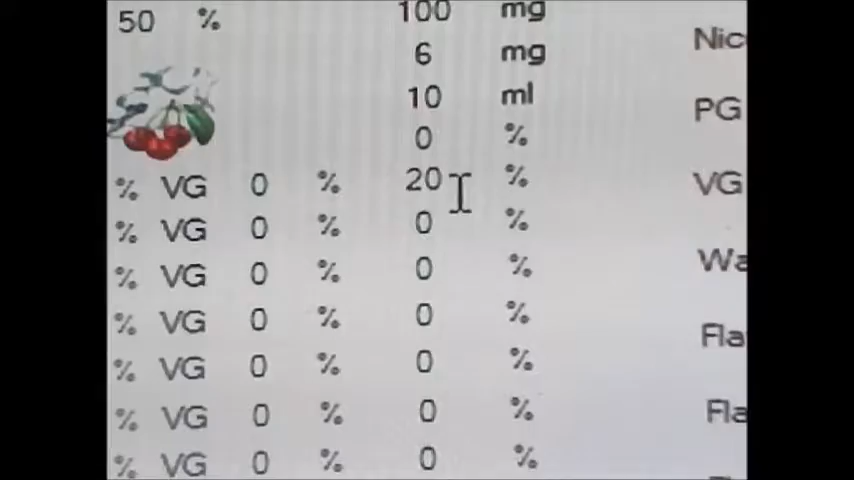 50 % 100 mg
6 mg Nic
10 ml
0 % PG
% VG 0 % 20 % VG
% VG 0 % 0 %
% VG 0 % 0 % Wa
% VG 0 % 0 % Fla
% VG 0 % 0 %
% VG 0 % 0 % Fla
% VG 0 % 0 %